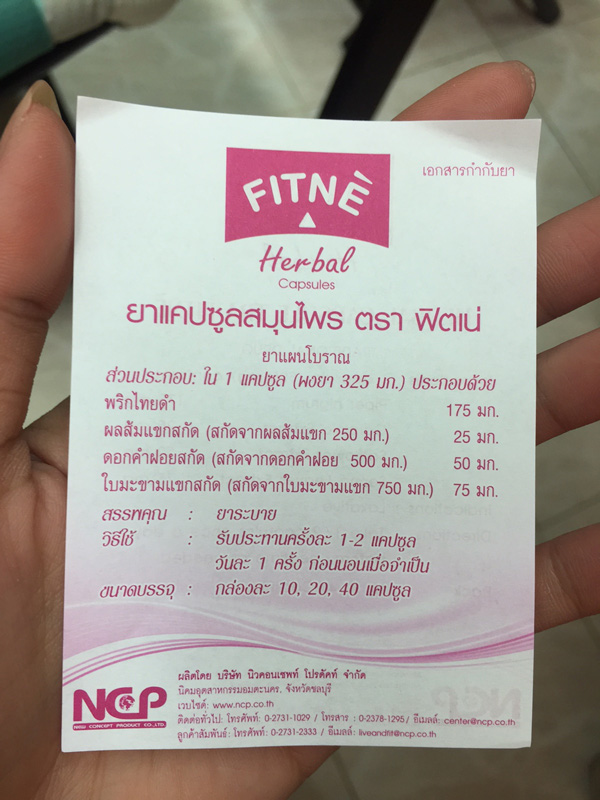 เอกสารกำกับยา
FITNÈ
Herbal
Capsules
ยาแคปซูลสมุนไพร ตรา ฟิตเน่
ยาแผนโบราณ
ส่วนประกอบ: ใน 1 แคปซูล (ผงยา 325 มก.) ประกอบด้วย
พริกไทยดำ 175 มก.
ผลส้มแขกสกัด (สกัดจากผลส้มแขก 250 มก.) 25 มก.
ดอกคำฝอยสกัด (สกัดจากดอกคำฝอย 500 มก.) 50 มก.
ใบมะขามแขกสกัด (สกัดจากใบมะขามแขก 750 มก.) 75 มก.
สรรพคุณ : ยาระบาย
วิธีใช้ : รับประทานครั้งละ 1-2 แคปซูล
วันละ 1 ครั้ง ก่อนนอนเมื่อจำเป็น
ขนาดบรรจุ : กล่องละ 10, 20, 40 แคปซูล
ผลิตโดย บริษัท นิวคอนเซพท์ โปรดัคท์ จำกัด
นิคมอุตสาหกรรมอมตะนคร, จังหวัดชลบุรี
เวบไซต์: www.ncp.co.th
ติดต่อทั่วไป: โทรศัพท์: 0-2731-1029 / โทรสาร : 0-2378-1295/ อีเมลล์: center@ncp.co.th
ลูกค้าสัมพันธ์: โทรศัพท์: 0-2731-2333 / อีเมลล์: liveandfit@ncp.co.th
NCP
NEW CONCEPT PRODUCT CO.,LTD.